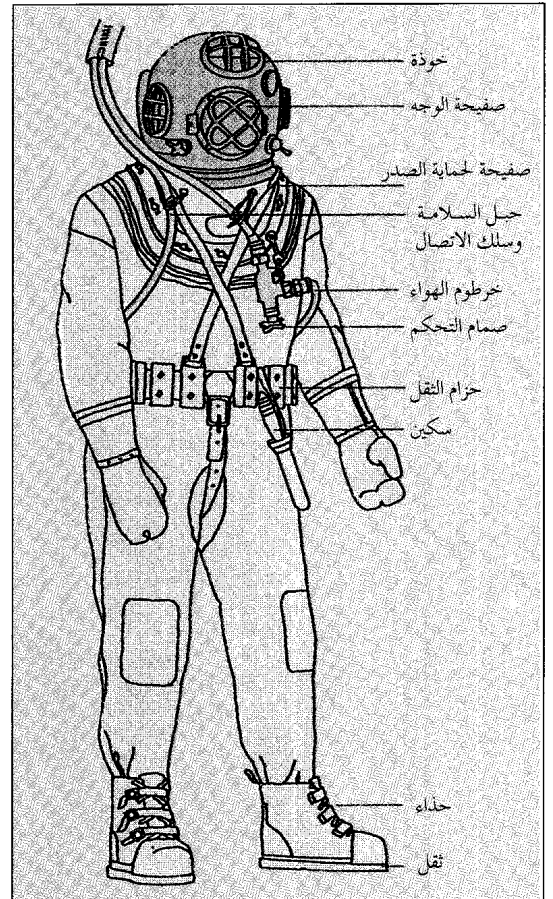 خوذة
صفيحة الوجه
صفيحة لحماية الصدر
حبل السلامة
وسلك الاتصال
خرطوم الهواء
صمام التحكم
حزام الثقل
سكين
حذاء
ثقل